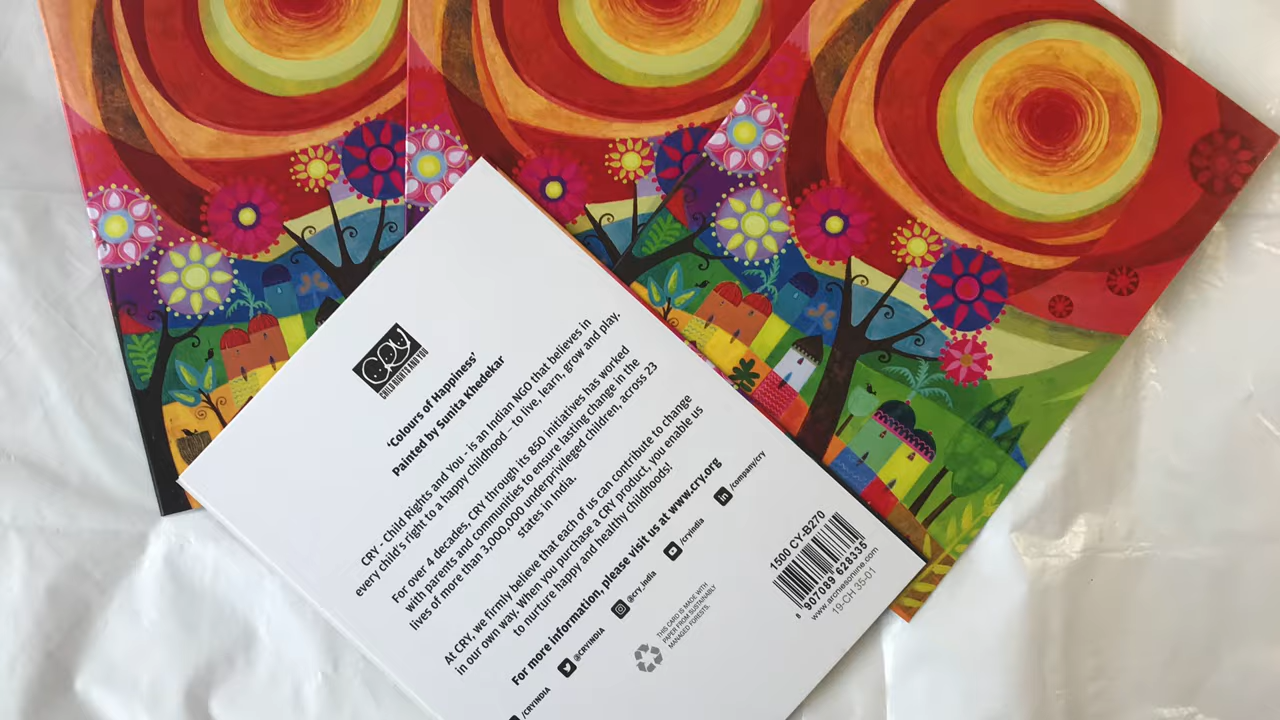 CRY
CHILD RIGHTS AND YOU
‘Colours of Happiness’
Painted by Sunita Khedekar
CRY - Child Rights and You - is an Indian NGO that believes in
every child's right to a happy childhood – to live, learn, grow and play.
For over 4 decades, CRY through its 850 initiatives has worked
with parents and communities to ensure lasting change in the
lives of more than 3,000,000 underprivileged children, across 23
states in India.
At CRY, we firmly believe that each of us can contribute to change
in our own way. When you purchase a CRY product, you enable us
to nurture happy and healthy childhoods!
For more information, please visit us at www.cry.org
/CRYINDIA
@CRYINDIA
@cry_india
/cryindia
/company/cry
THIS CARD IS MADE WITH
PAPER FROM SUSTAINABLY
MANAGED FORESTS.
1500 CY-B270
8 907089 628335
www.archiesonline.com
19-CH 35-01